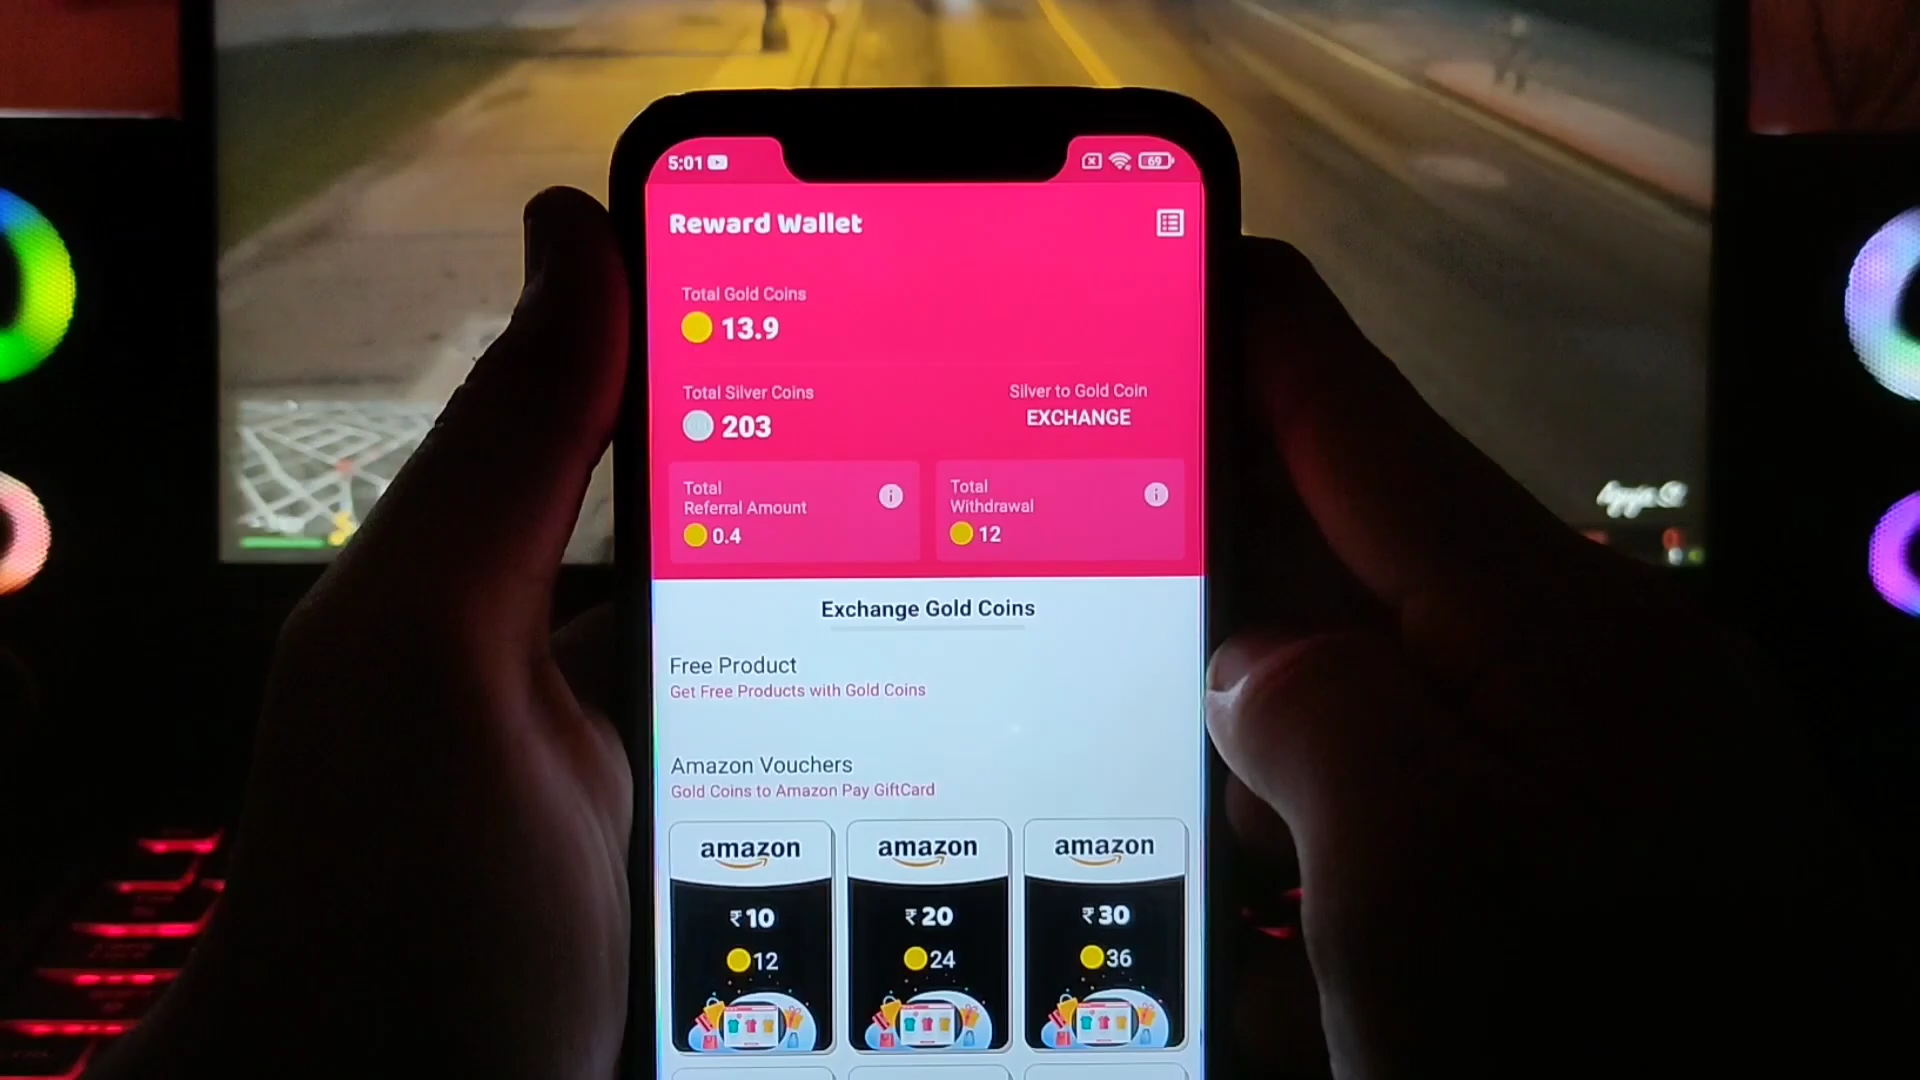 5:01
69
Reward Wallet
Total Gold Coins
13.9
Total Silver Coins
203
Silver to Gold Coin
EXCHANGE
Total
Referral Amount
0.4
Total
Withdrawal
12
Exchange Gold Coins
Free Product
Get Free Products with Gold Coins
Amazon Vouchers
Gold Coins to Amazon Pay GiftCard
amazon
₹10
12
amazon
₹20
24
amazon
₹30
36